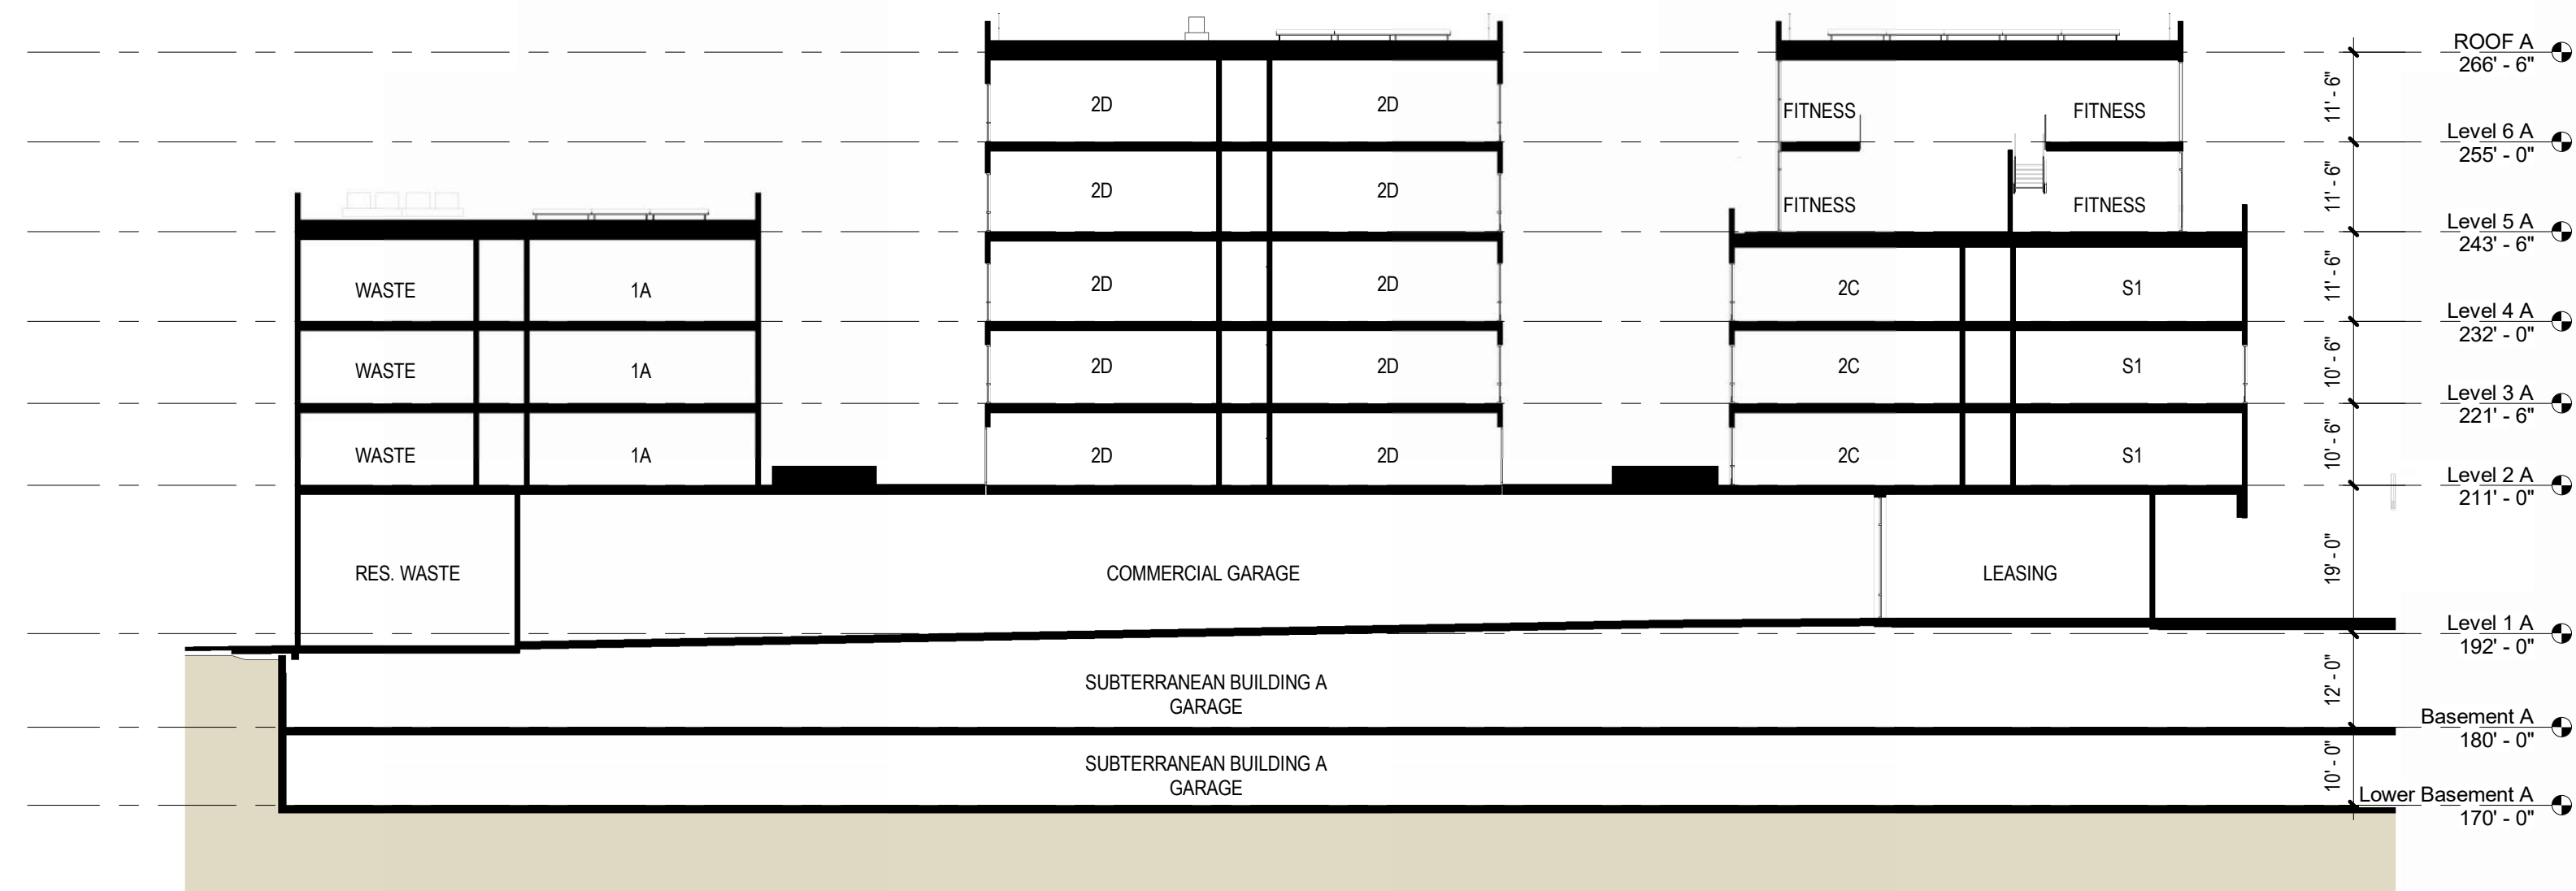 ROOF A
266' - 6"
11' - 6"
2D 2D FITNESS FITNESS
Level 6 A
255' - 0"
11' - 6"
2D 2D FITNESS FITNESS
Level 5 A
243' - 6"
11' - 6"
WASTE 1A 2D 2D 2C S1
Level 4 A
232' - 0"
10' - 6"
WASTE 1A 2D 2D 2C S1
Level 3 A
221' - 6"
10' - 6"
WASTE 1A 2D 2D 2C S1
Level 2 A
211' - 0"
19' - 0"
RES. WASTE COMMERCIAL GARAGE LEASING
Level 1 A
192' - 0"
12' - 0"
SUBTERRANEAN BUILDING A
GARAGE
Basement A
180' - 0"
10' - 0"
SUBTERRANEAN BUILDING A
GARAGE
Lower Basement A
170' - 0"